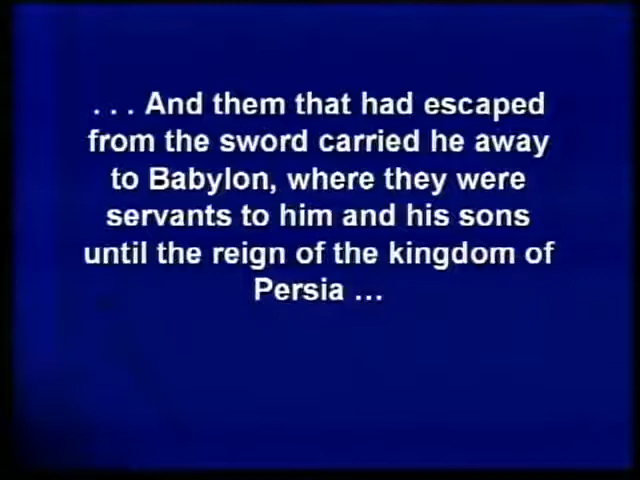 . . . And them that had escaped
from the sword carried he away
to Babylon, where they were
servants to him and his sons
until the reign of the kingdom of
Persia ...